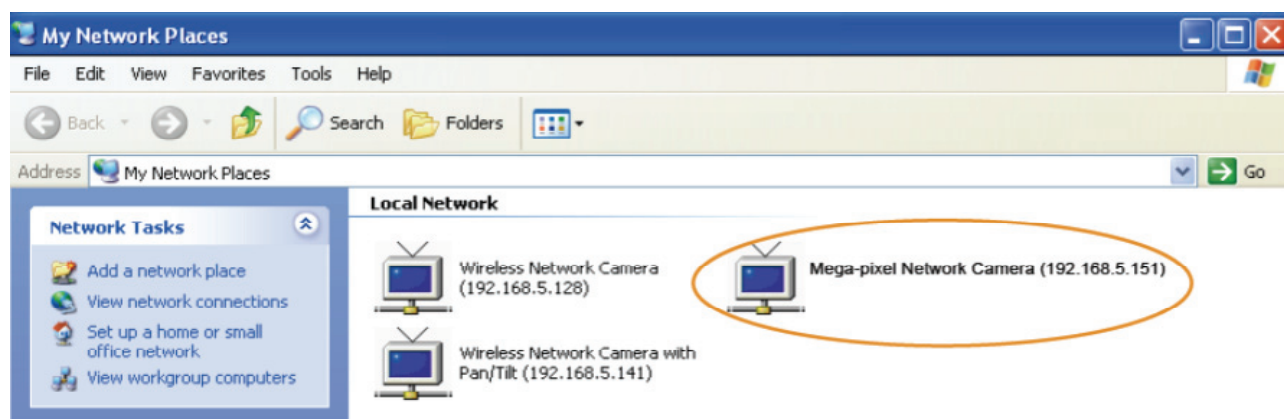 My Network Places
File Edit View Favorites Tools Help
Back Search Folders
Address My Network Places Go
Local Network
Network Tasks
Add a network place
View network connections
Set up a home or small
office network
View workgroup computers
Wireless Network Camera
(192.168.5.128)
Mega-pixel Network Camera (192.168.5.151)
Wireless Network Camera with
Pan/Tilt (192.168.5.141)